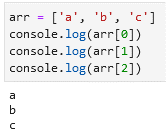 arr = ['a', 'b', 'c']
console.log(arr[0])
console.log(arr[1])
console.log(arr[2])
a
b
c